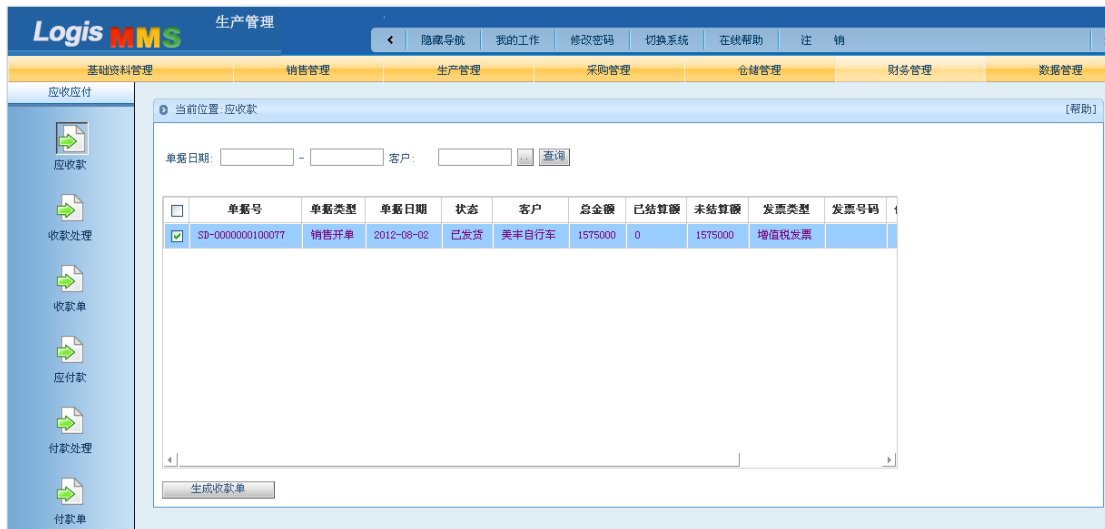 Logis MMS
生产管理
隐藏导航 我的工作 修改密码 切换系统 在线帮助 注 销
基础资料管理 销售管理 生产管理 采购管理 仓储管理 财务管理 数据管理
应收应付
当前位置:应收款 [帮助]
应收款
收款处理
收款单
应付款
付款处理
付款单
单据日期: - 客户: .. 查询
单据号 单据类型 单据日期 状态 客户 总金额 已结算额 未结算额 发票类型 发票号码
SD-0000000100077 销售开单 2012-08-02 已发货 美丰自行车 1575000 0 1575000 增值税发票
生成收款单